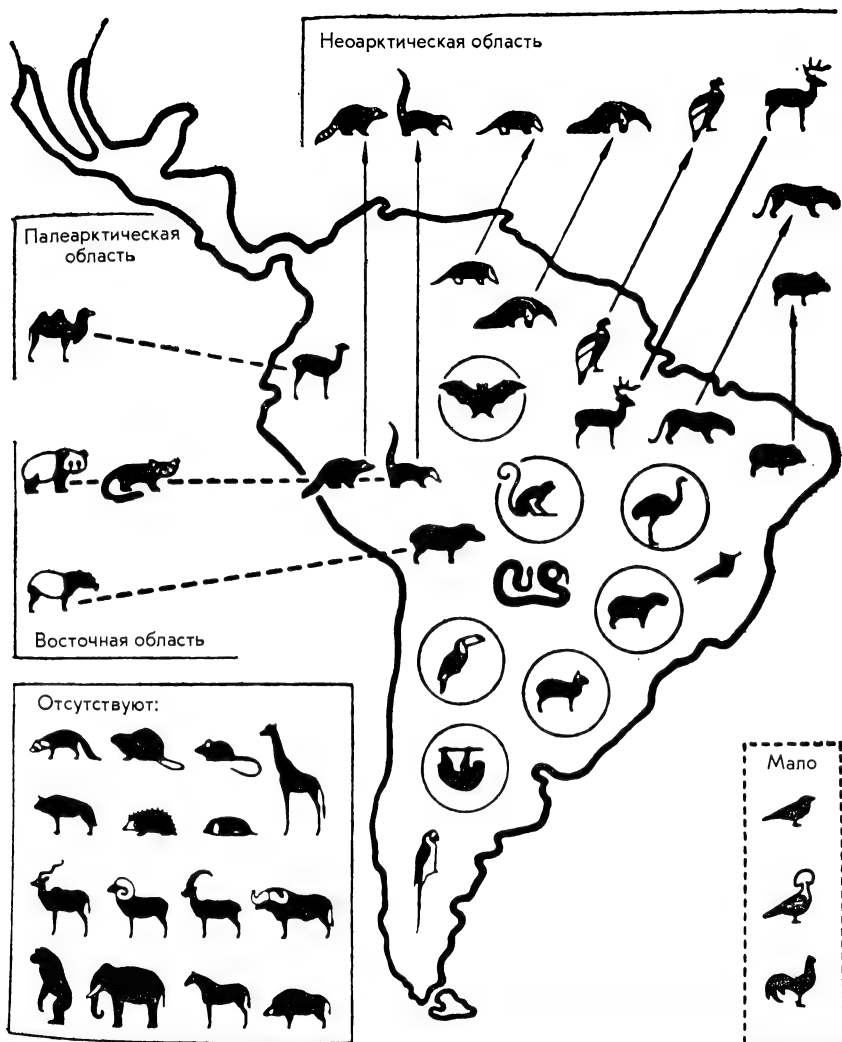 Неоарктическая область
Палеарктическая
область
Восточная область
Отсутствуют:
Мало